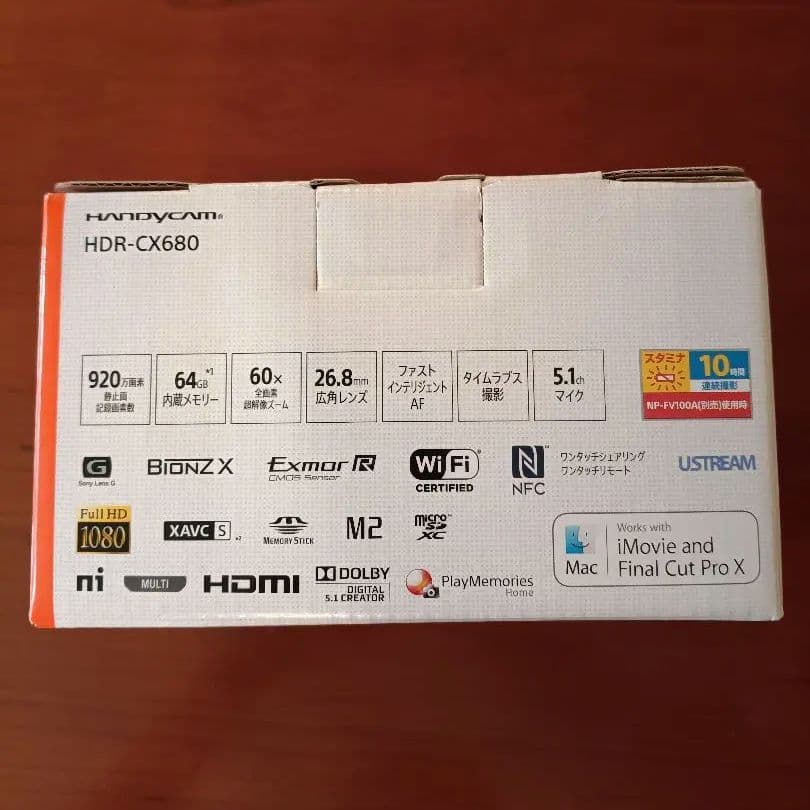 HANDYCAM®
HDR-CX680
920万画素
静止画
記録画素数
64GB *1
内蔵メモリー
60×
全画素
超解像ズーム
26.8mm
広角レンズ
ファスト
インテリジェント
AF
タイムラプス
撮影
5.1ch
マイク
スタミナ
10時間
連続撮影
NP-FV100A(別売)使用時
G
Sony Lens G
BIONZ X
Exmor R
CMOS Sensor
Wi Fi
CERTIFIED
N
NFC
ワンタッチシェアリング
ワンタッチリモート
USTREAM
Full HD
1080
XAVC S *2
MEMORY STICK
M2
micro
SD
XC
Mac
Works with
iMovie and
Final Cut Pro X
mi
MULTI
HDMI
DOLBY
DIGITAL
5.1 CREATOR
PlayMemories
Home